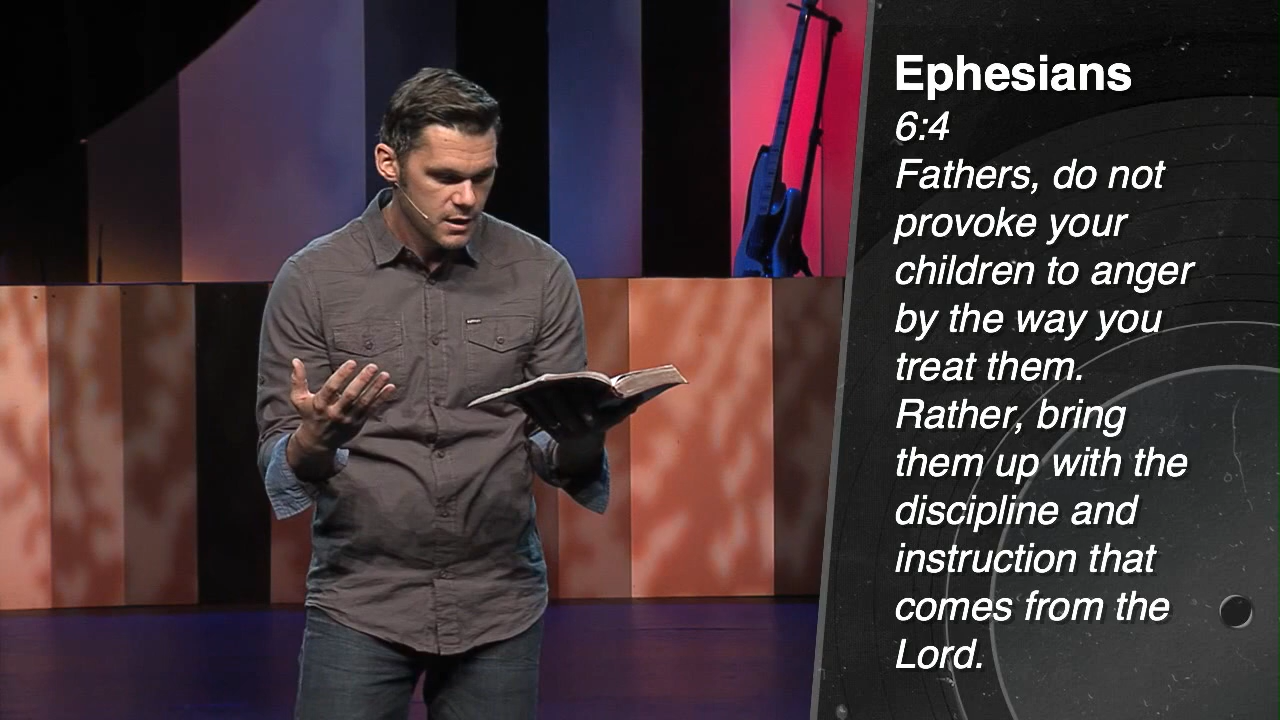 Ephesians
6:4
Fathers, do not
provoke your
children to anger
by the way you
treat them.
Rather, bring
them up with the
discipline and
instruction that
comes from the
Lord.